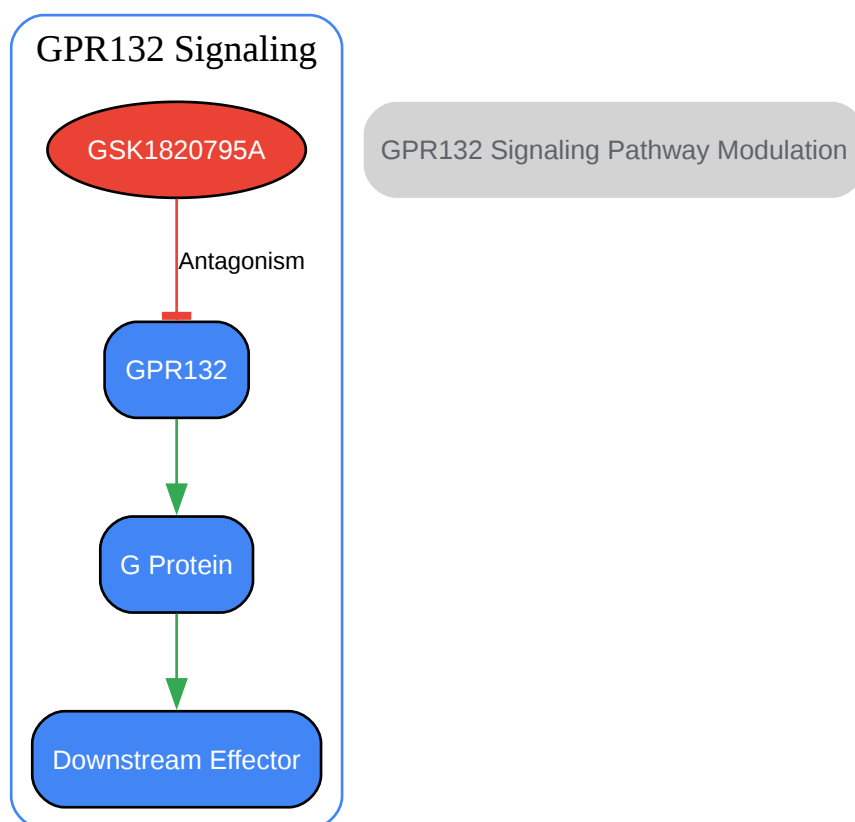 GPR132 Signaling
GSK1820795A
GPR132 Signaling Pathway Modulation
Antagonism
GPR132
G Protein
Downstream Effector